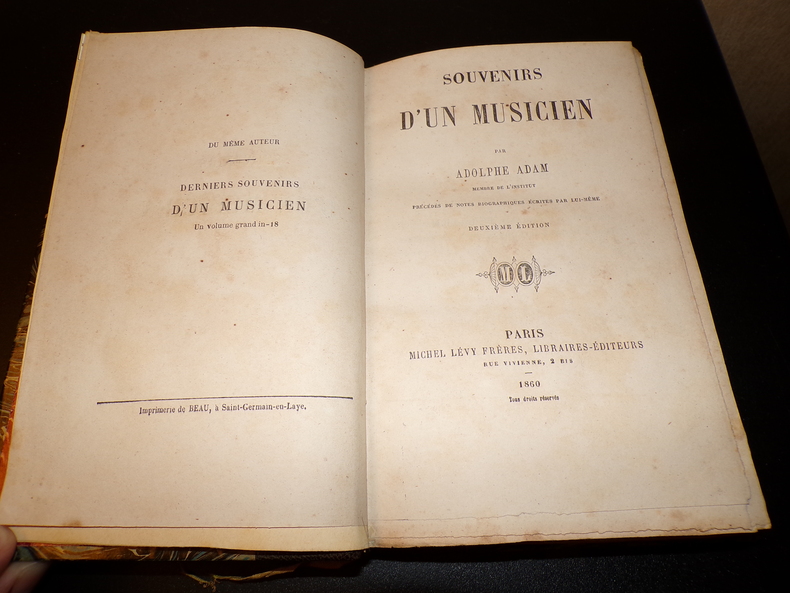 DU MÊME AUTEUR
DERNIERS SOUVENIRS
D'UN MUSICIEN
Un volume grand in-18
Imprimerie de BEAU, à Saint-Germain-en-Laye.
SOUVENIRS
D'UN MUSICIEN
PAR
ADOLPHE ADAM
MEMBRE DE L'INSTITUT
PRÉCÉDÉS DE NOTES BIOGRAPHIQUES ÉCRITES PAR LUI-MÊME
DEUXIÈME ÉDITION
M L
PARIS
MICHEL LÉVY FRÈRES, LIBRAIRES-ÉDITEURS
RUE VIVIENNE, 2 BIS
1860
Tous droits réservés